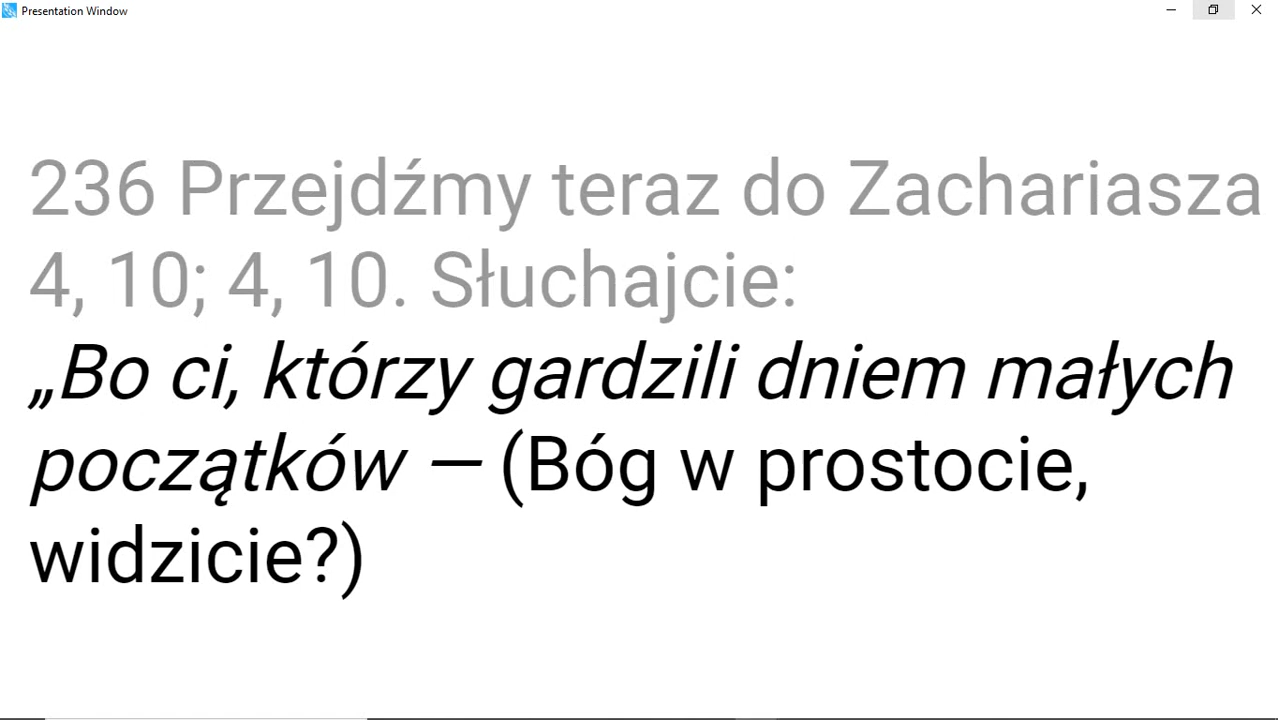 Presentation Window
236 Przejdźmy teraz do Zachariasza
4, 10; 4, 10. Słuchajcie:
„Bo ci, którzy gardzili dniem małych
początków — (Bóg w prostocie,
widzicie?)